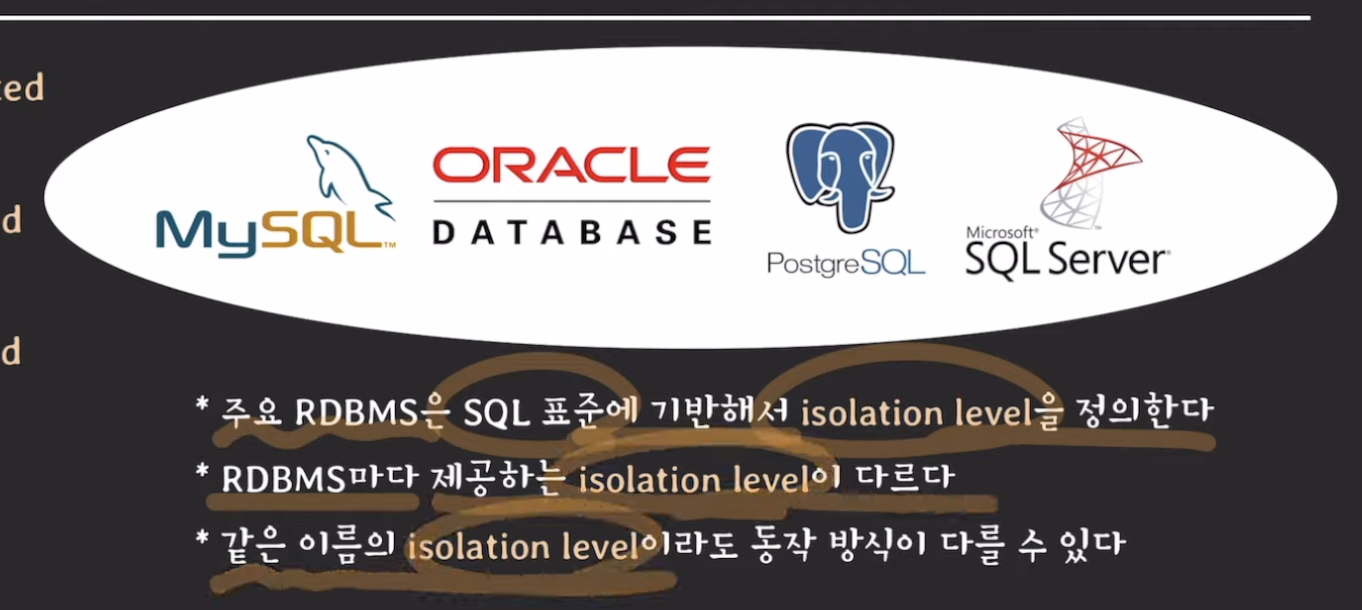 ted
d
d
MySQL™
ORACLE
DATABASE
PostgreSQL
Microsoft®
SQL Server
* 주요 RDBMS은 SQL 표준에 기반해서 isolation level을 정의한다
* RDBMS마다 제공하는 isolation level이 다르다
* 같은 이름의 isolation level이라도 동작 방식이 다를 수 있다